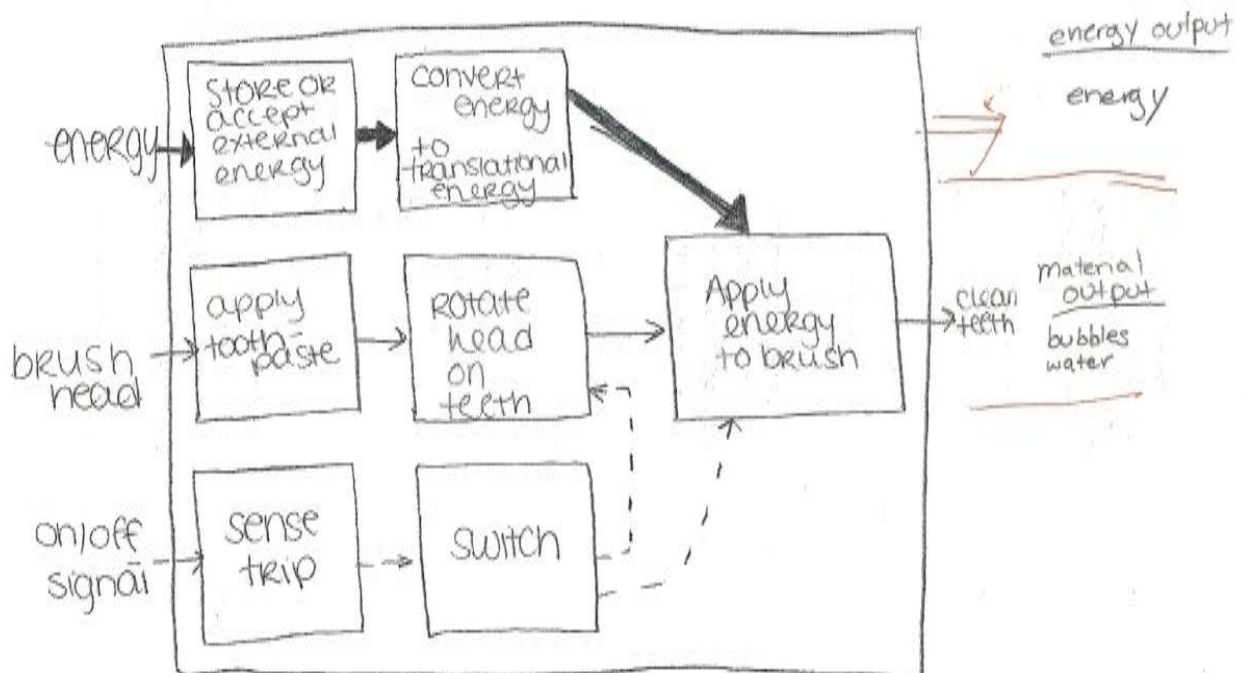 energy output
energy
energy
Store or
accept
external
energy
convert
energy
to
translational
energy
brush
head
apply
tooth-
paste
Rotate
head
on
teeth
Apply
energy
to brush
clean
teeth
material
output
bubbles
water
on/off
signal
sense
trip
switch